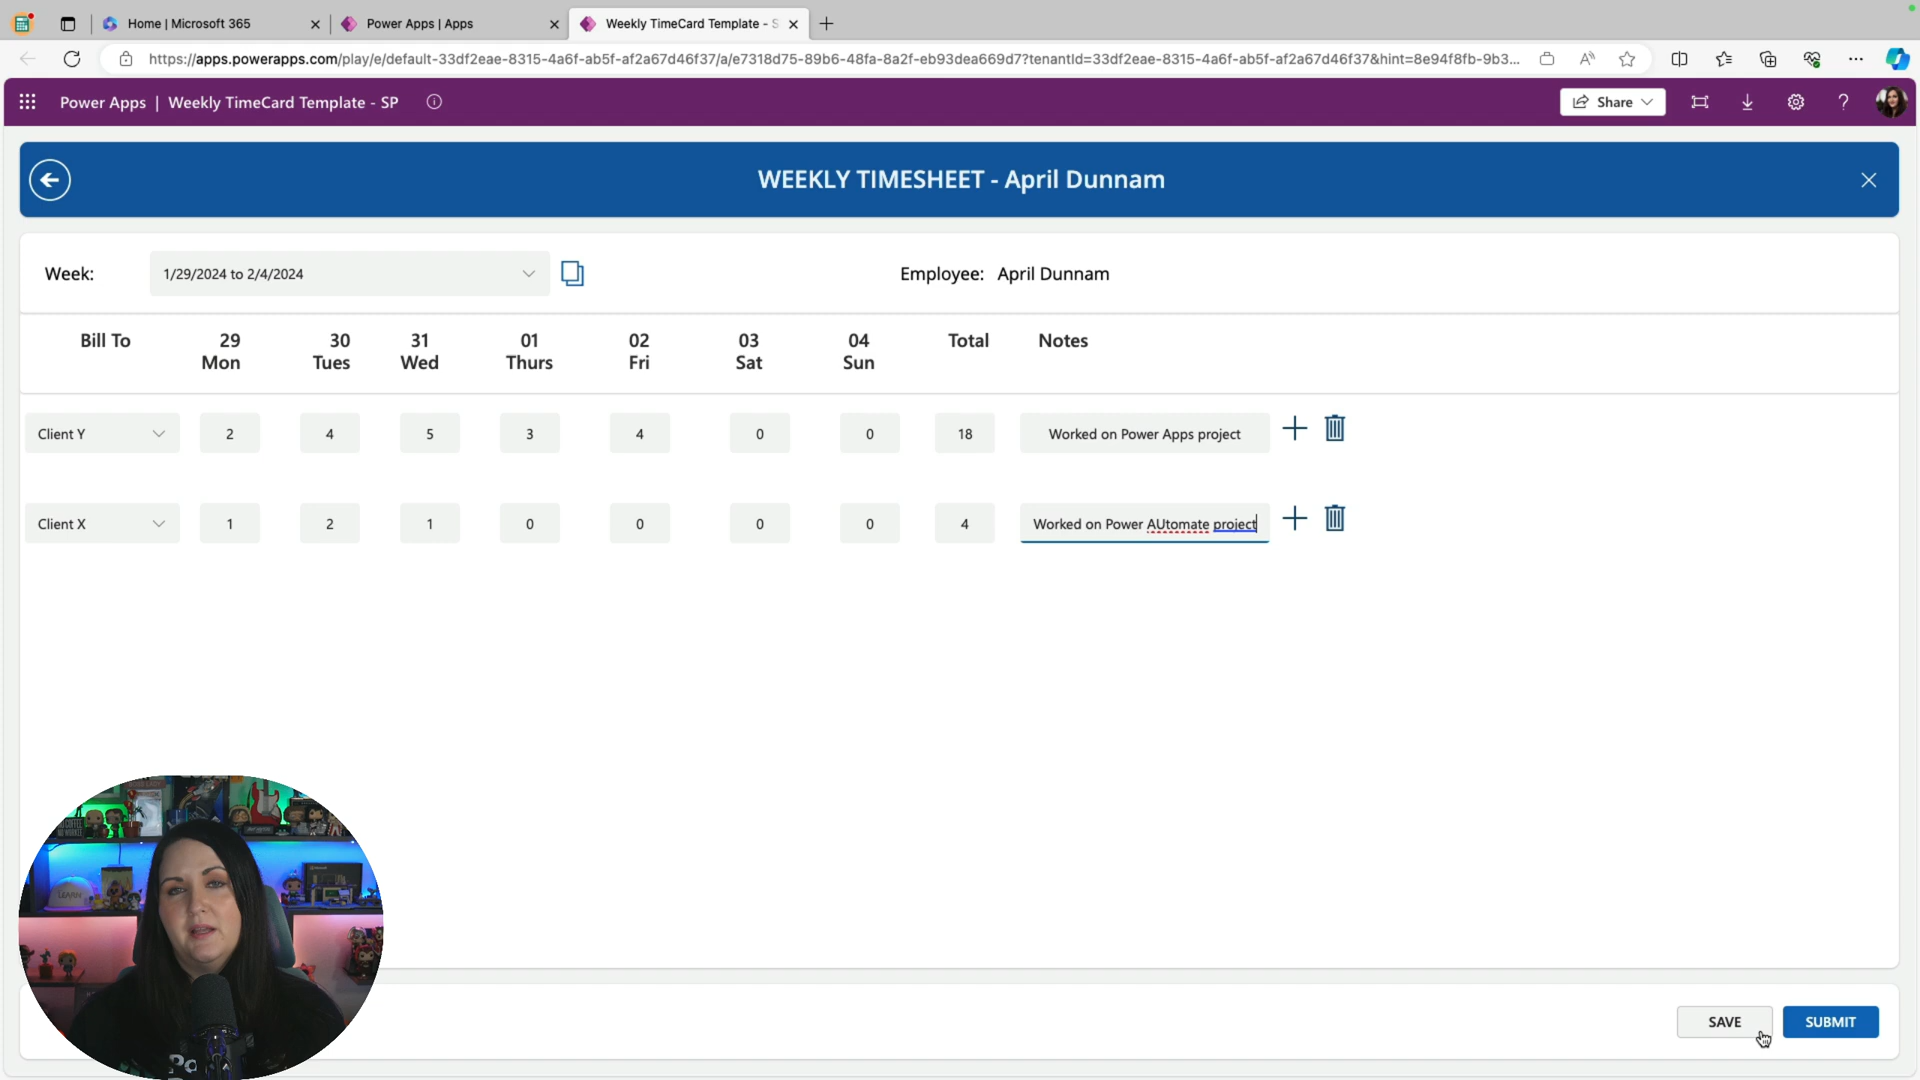 Home | Microsoft 365
Power Apps | Apps
Weekly TimeCard Template - S
https://apps.powerapps.com/play/e/default-33df2eae-8315-4a6f-ab5f-af2a67d46f37/a/e7318d75-89b6-48fa-8a2f-eb93dea669d7?tenantId=33df2eae-8315-4a6f-ab5f-af2a67d46f37&hint=8e94f8fb-9b3...
Power Apps | Weekly TimeCard Template - SP
Share
WEEKLY TIMESHEET - April Dunnam
Week: 1/29/2024 to 2/4/2024 Employee: April Dunnam
Bill To 29 30 31 01 02 03 04 Total Notes
Mon Tues Wed Thurs Fri Sat Sun
Client Y 2 4 5 3 4 0 0 18 Worked on Power Apps project
Client X 1 2 1 0 0 0 0 4 Worked on Power AUtomate project
LEARN
Po
SAVE SUBMIT